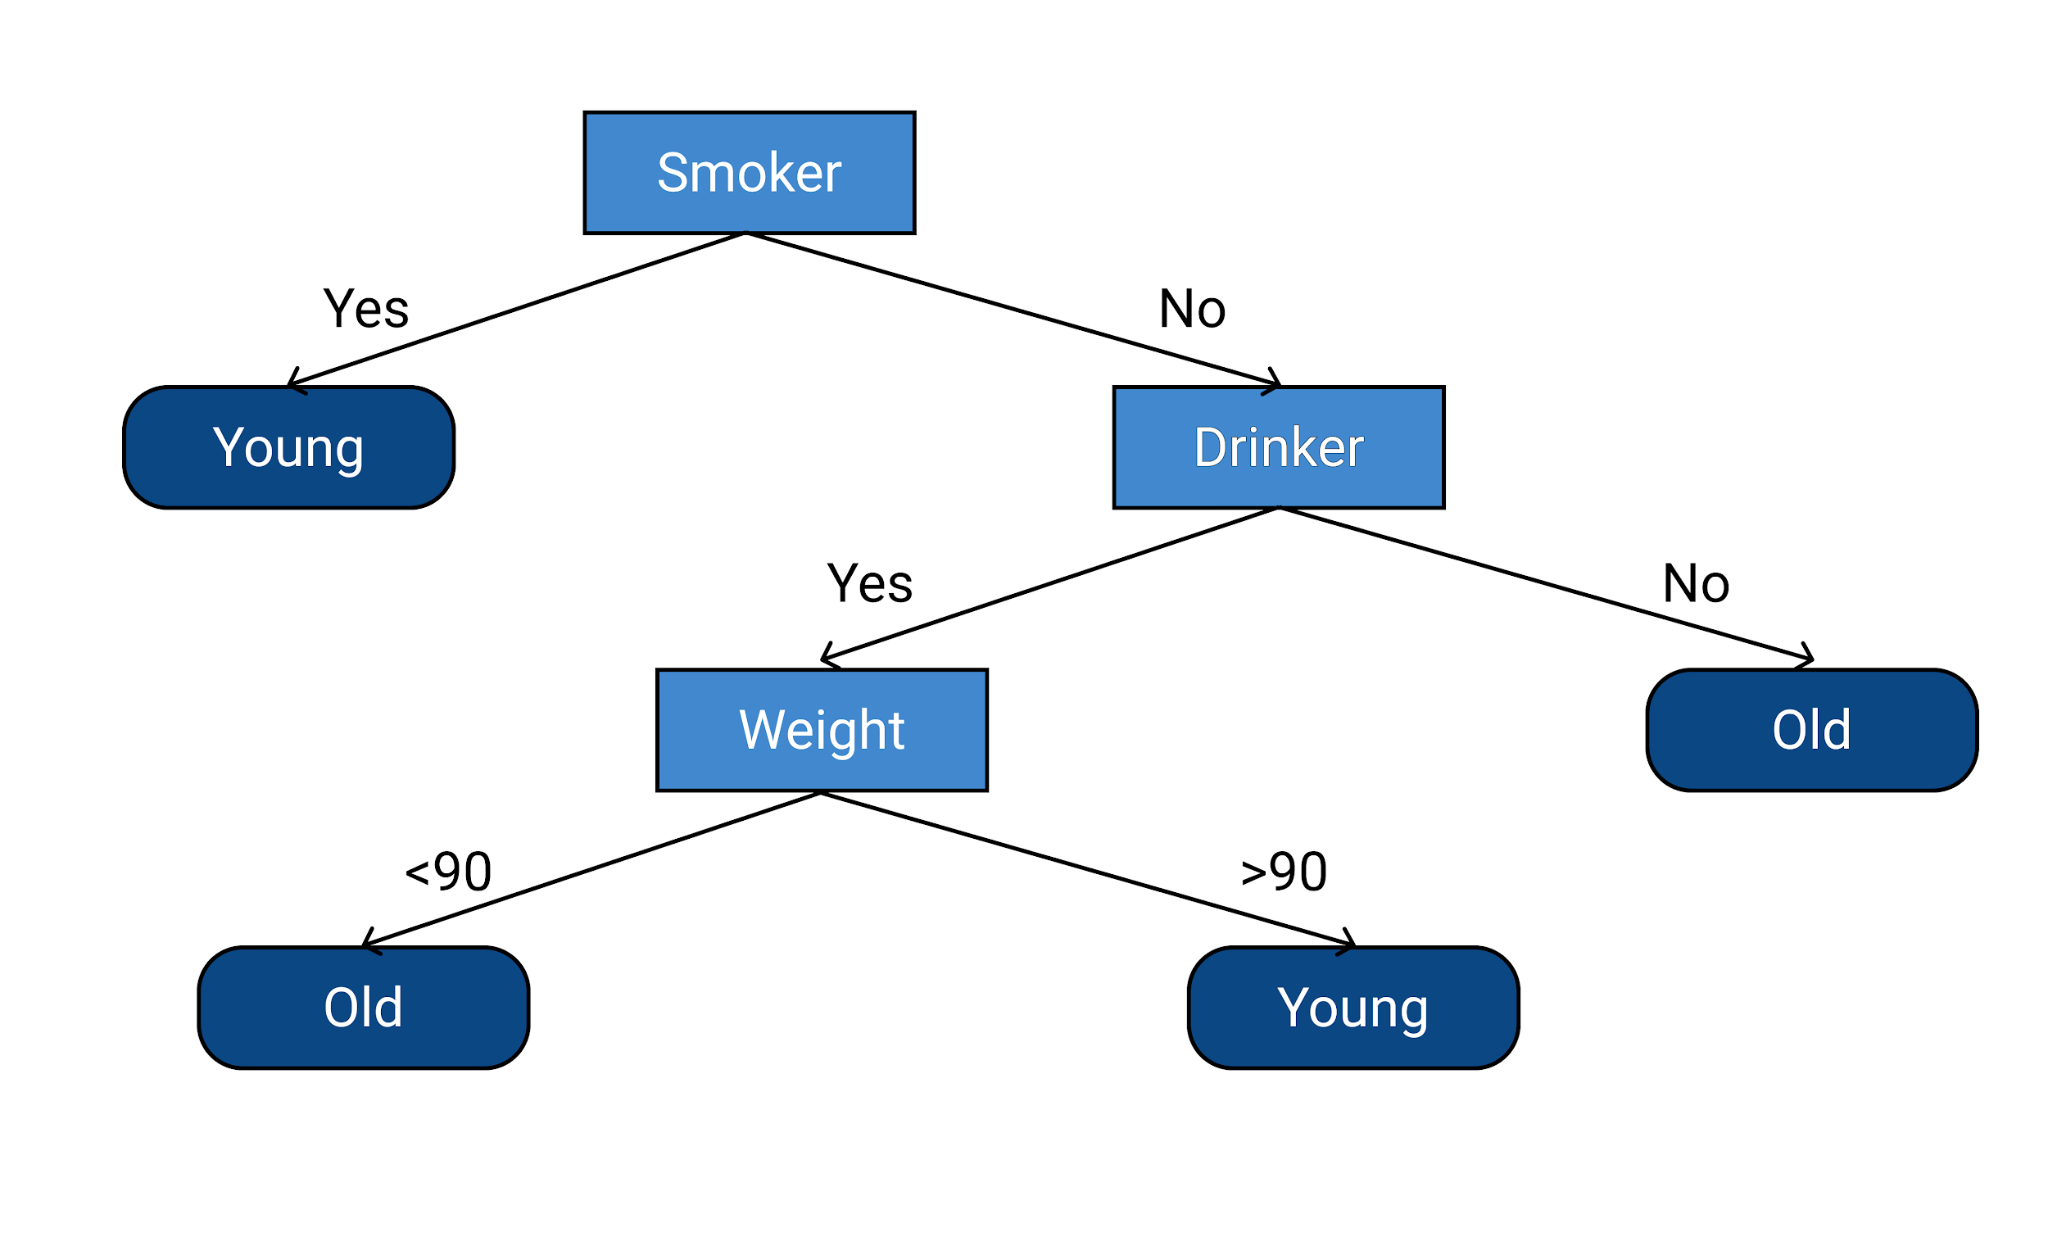 Smoker
Yes
No
Young
Drinker
Yes
No
Weight
Old
<90
>90
Old
Young